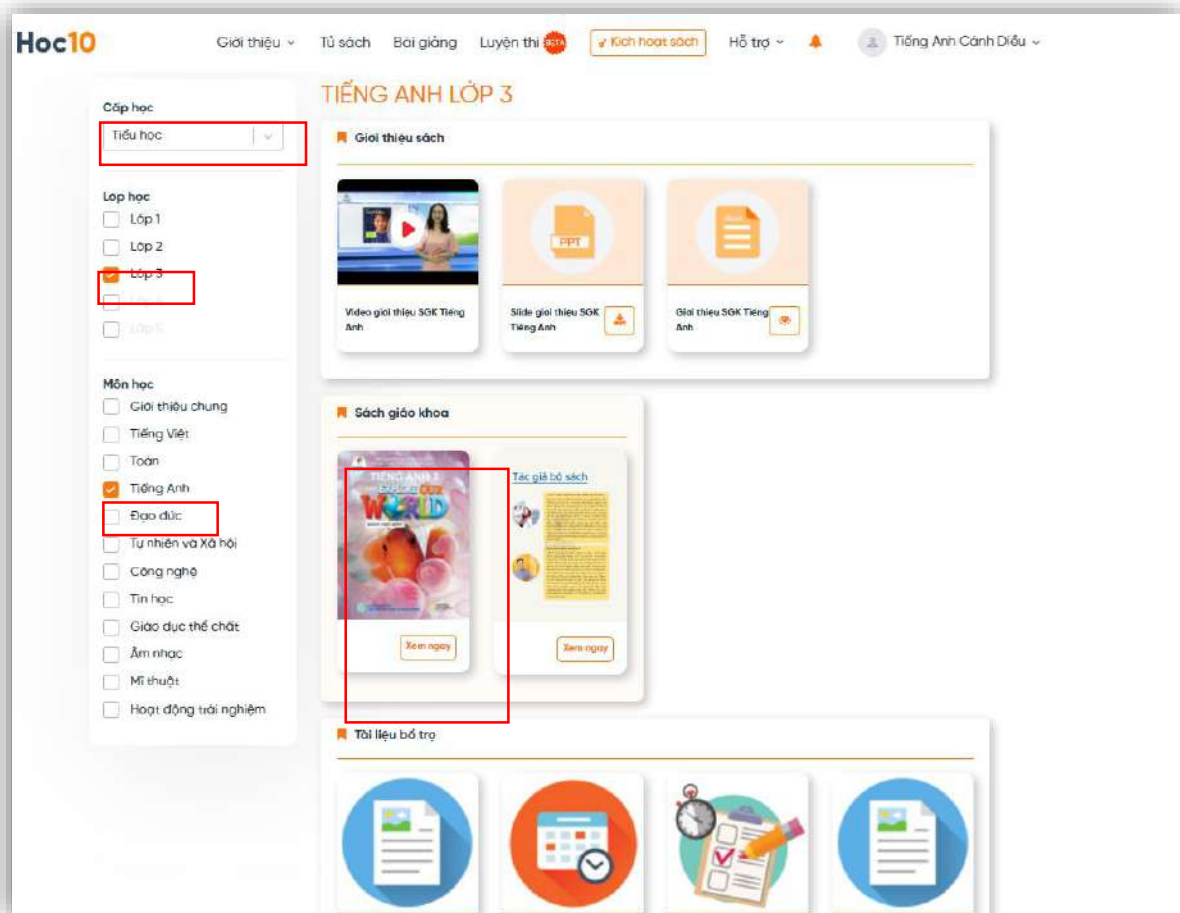 Hoc10
Giới thiệu
Tủ sách
Bài giảng
Luyện thi
BETA
Kích hoạt sách
Hỗ trợ
Tiếng Anh Cánh Diều
Cấp học
Tiểu học
Lớp học
Lớp 1
Lớp 2
Lớp 3
Lớp 5
Môn học
Giới thiệu chung
Tiếng Việt
Toán
Tiếng Anh
Đạo đức
Tự nhiên và Xã hội
Công nghệ
Tin học
Giáo dục thể chất
Âm nhạc
Mĩ thuật
Hoạt động trải nghiệm
TIẾNG ANH LỚP 3
Giới thiệu sách
Video giới thiệu SGK Tiếng
Anh
PPT
Slide giới thiệu SGK
Tiếng Anh
Giới thiệu SGK Tiếng
Anh
Sách giáo khoa
TIẾNG ANH 3
EXPLORE OUR
WORLD
Xem ngay
Tác giả bộ sách
Xem ngay
Tài liệu bổ trợ